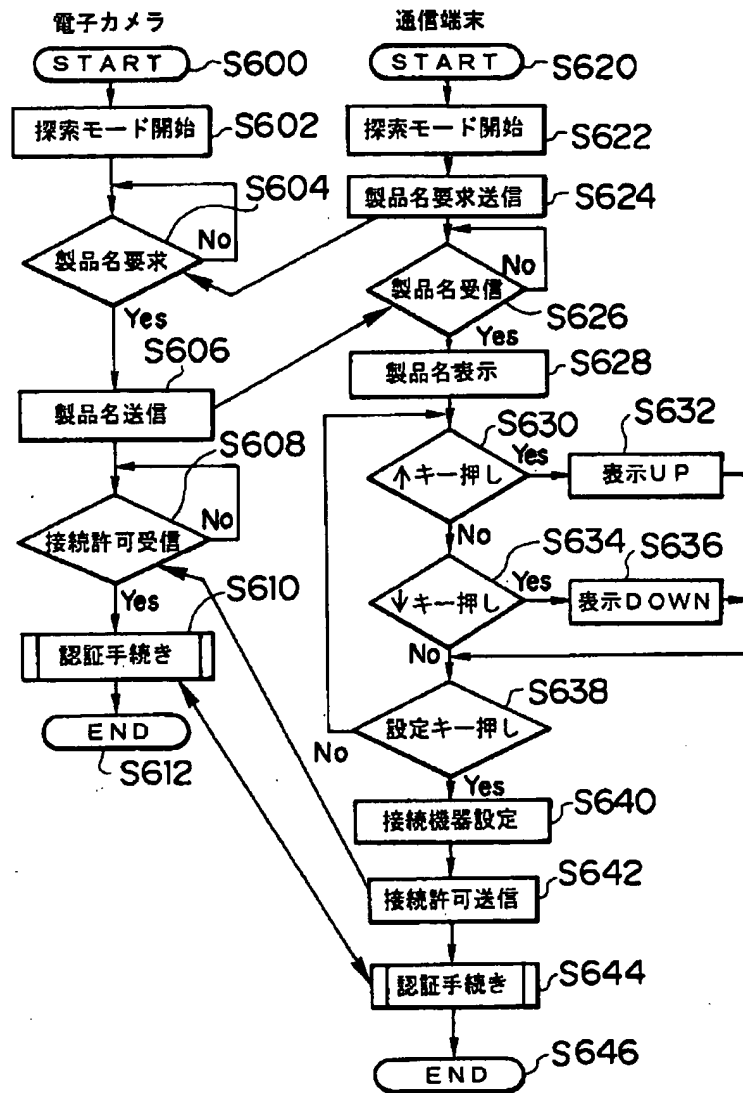 電子カメラ
START
S600
探索モード開始
S602
S604
製品名要求
No
Yes
S606
製品名送信
S608
接続許可受信
No
Yes
S610
認証手続き
END
S612
通信端末
START
S620
探索モード開始
S622
製品名要求送信
S624
製品名受信
No
S626
Yes
製品名表示
S628
S630
↑キー押し
Yes
S632
表示UP
No
S634
↓キー押し
Yes
S636
表示DOWN
No
S638
設定キー押し
No
Yes
接続機器設定
S640
接続許可送信
S642
認証手続き
S644
END
S646